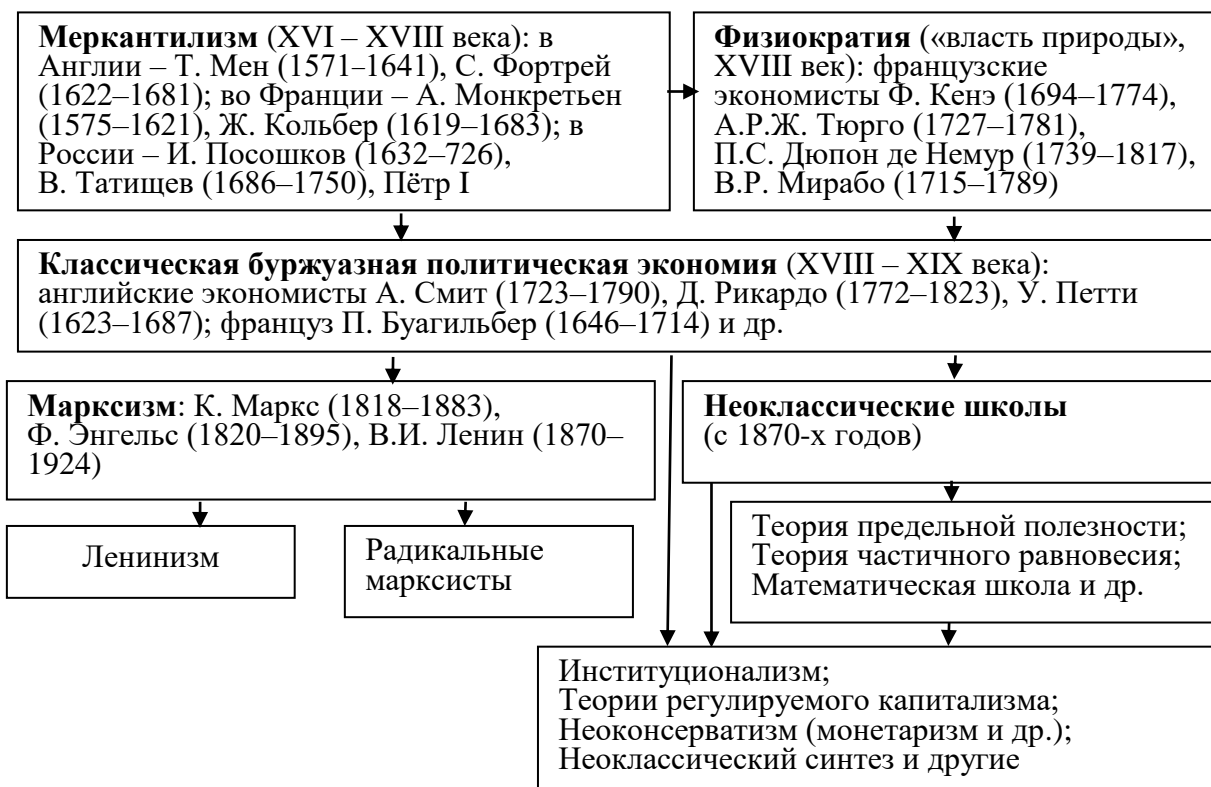 Меркантилизм (XVI – XVIII века): в
Англии – Т. Мен (1571–1641), С. Фортрей
(1622–1681); во Франции – А. Монкретьен
(1575–1621), Ж. Кольбер (1619–1683); в
России – И. Посошков (1632–726),
В. Татищев (1686–1750), Пётр I
Физиократия («власть природы»,
XVIII век): французские
экономисты Ф. Кенэ (1694–1774),
А.Р.Ж. Тюрго (1727–1781),
П.С. Дюпон де Немур (1739–1817),
В.Р. Мирабо (1715–1789)
Классическая буржуазная политическая экономия (XVIII – XIX века):
английские экономисты А. Смит (1723–1790), Д. Рикардо (1772–1823), У. Петти
(1623–1687); француз П. Буагильбер (1646–1714) и др.
Марксизм: К. Маркс (1818–1883),
Ф. Энгельс (1820–1895), В.И. Ленин (1870–
1924)
Неоклассические школы
(с 1870-х годов)
Ленинизм
Радикальные
марксисты
Теория предельной полезности;
Теория частичного равновесия;
Математическая школа и др.
Институционализм;
Теории регулируемого капитализма;
Неоконсерватизм (монетаризм и др.);
Неоклассический синтез и другие